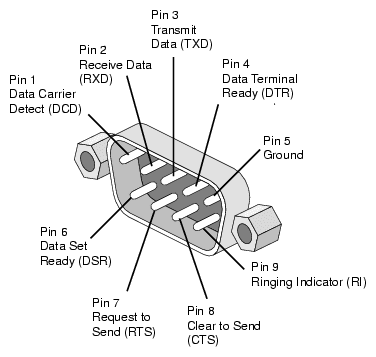 Pin 1
Data Carrier
Detect (DCD)
Pin 2
Receive Data
(RXD)
Pin 3
Transmit
Data (TXD)
Pin 4
Data Terminal
Ready (DTR)
Pin 5
Ground
Pin 6
Data Set
Ready (DSR)
Pin 7
Request to
Send (RTS)
Pin 8
Clear to Send
(CTS)
Pin 9
Ringing Indicator (RI)